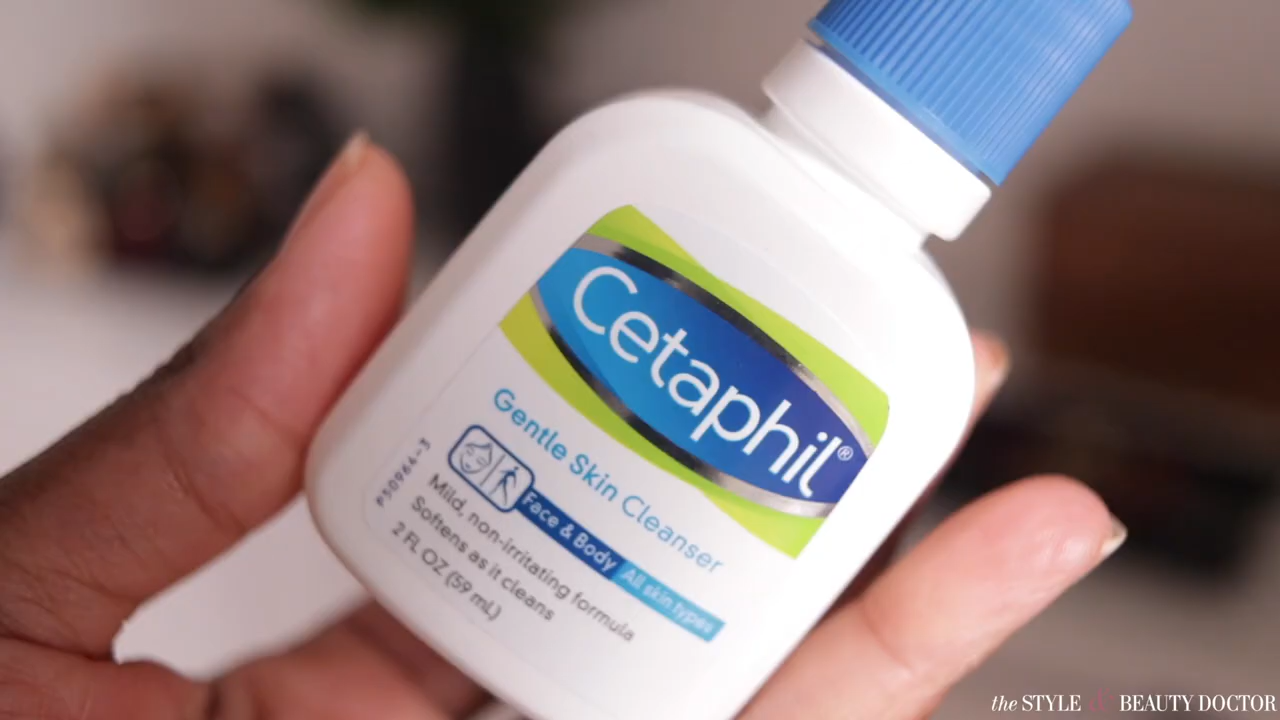 Cetaphil®
Gentle Skin Cleanser
Face & Body All skin types
Mild, non-irritating formula
Softens as it cleans
2 FL OZ (59 mL)
P50964-3
the STYLE & BEAUTY DOCTOR